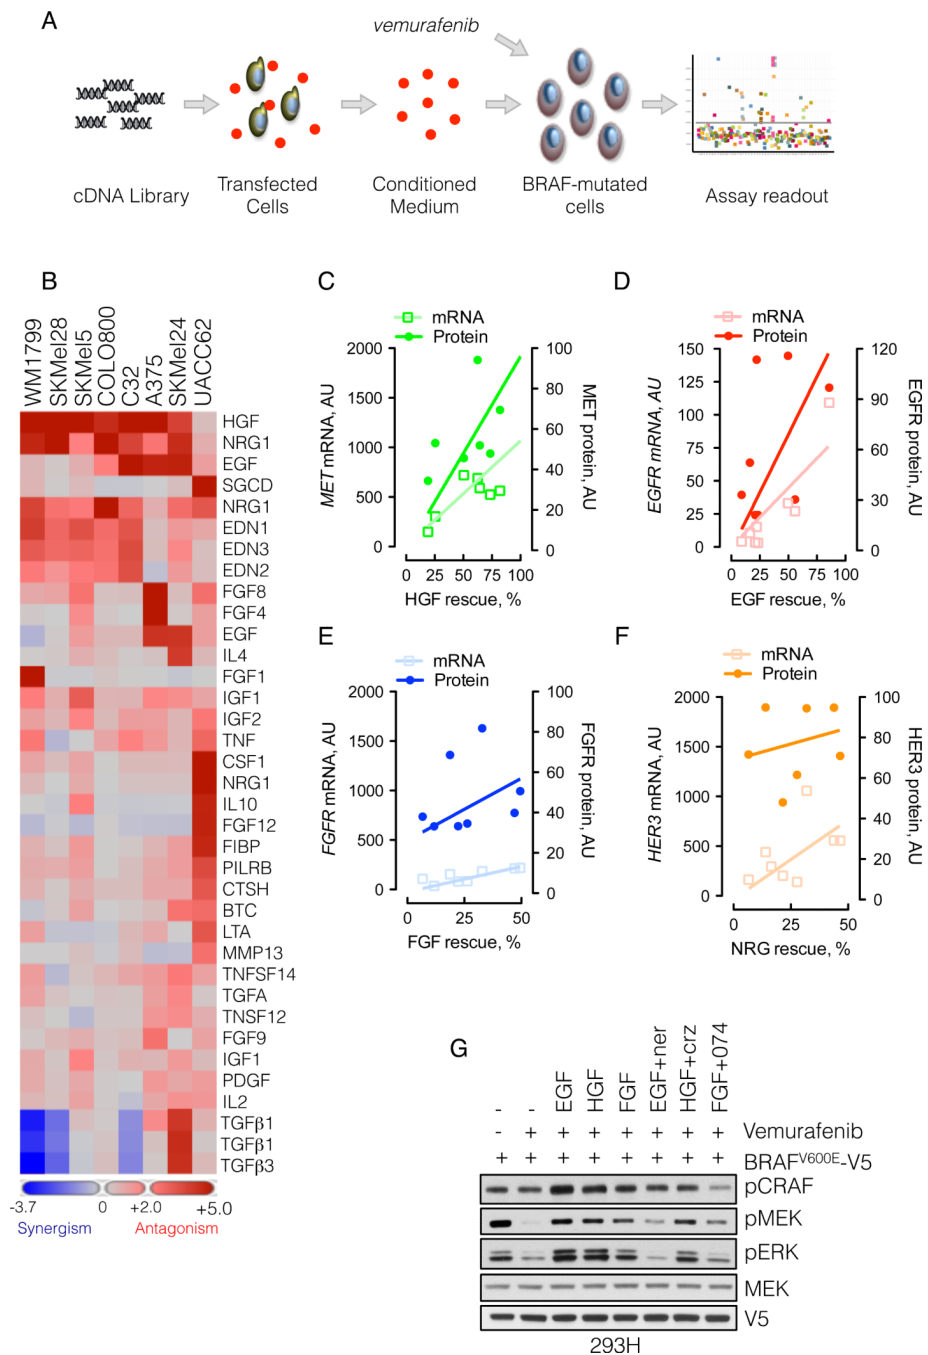 A
vemurafenib
cDNA Library
Transfected
Cells
Conditioned
Medium
BRAF-mutated
cells
Assay readout
B
WM1799
SKMel28
SKMel5
COLO800
C32
A375
SKMel24
UACC62
HGF
NRG1
EGF
SGCD
NRG1
EDN1
EDN3
EDN2
FGF8
FGF4
EGF
IL4
FGF1
IGF1
IGF2
TNF
CSF1
NRG1
IL10
FGF12
FIBP
PILRB
CTSH
BTC
LTA
MMP13
TNFSF14
TGFA
TNSF12
FGF9
IGF1
PDGF
IL2
TGFβ1
TGFβ1
TGFβ3
-3.7 0 +2.0 +5.0
Synergism Antagonism
C
mRNA
Protein
2000
1500
1000
500
0
MET mRNA, AU
100
80
60
40
20
0
MET protein, AU
0 25 50 75 100
HGF rescue, %
D
mRNA
Protein
150
125
100
75
50
25
0
EGFR mRNA, AU
120
90
60
30
0
EGFR protein, AU
0 25 50 75 100
EGF rescue, %
E
mRNA
Protein
2000
1500
1000
500
0
FGFR mRNA, AU
100
80
60
40
20
0
FGFR protein, AU
0 25 50
FGF rescue, %
F
mRNA
Protein
2000
1500
1000
500
0
HER3 mRNA, AU
100
80
60
40
20
0
HER3 protein, AU
0 25 50
NRG rescue, %
G
- - EGF HGF FGF EGF+ner HGF+crz FGF+074
- + + + + + + + Vemurafenib
+ + + + + + + + BRAFV600E-V5
pCRAF
pMEK
pERK
MEK
V5
293H